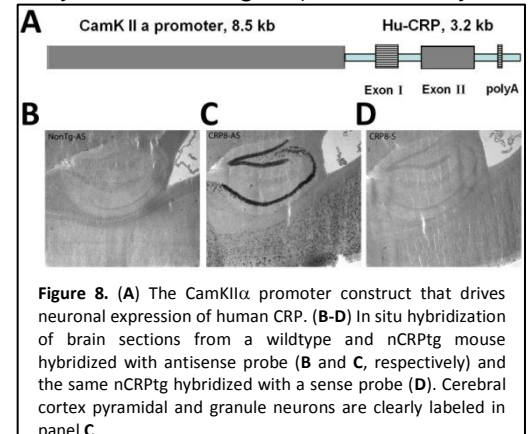 A
CamK II a promoter, 8.5 kb
Hu-CRP, 3.2 kb
Exon I
Exon II
polyA
B
C
D
NonTg-AS
CRP8-AS
CRP8-S
Figure 8. (A) The CamKIIα promoter construct that drives
neuronal expression of human CRP. (B-D) In situ hybridization
of brain sections from a wildtype and nCRPtg mouse
hybridized with antisense probe (B and C, respectively) and
the same nCRPtg hybridized with a sense probe (D). Cerebral
cortex pyramidal and granule neurons are clearly labeled in
panel C